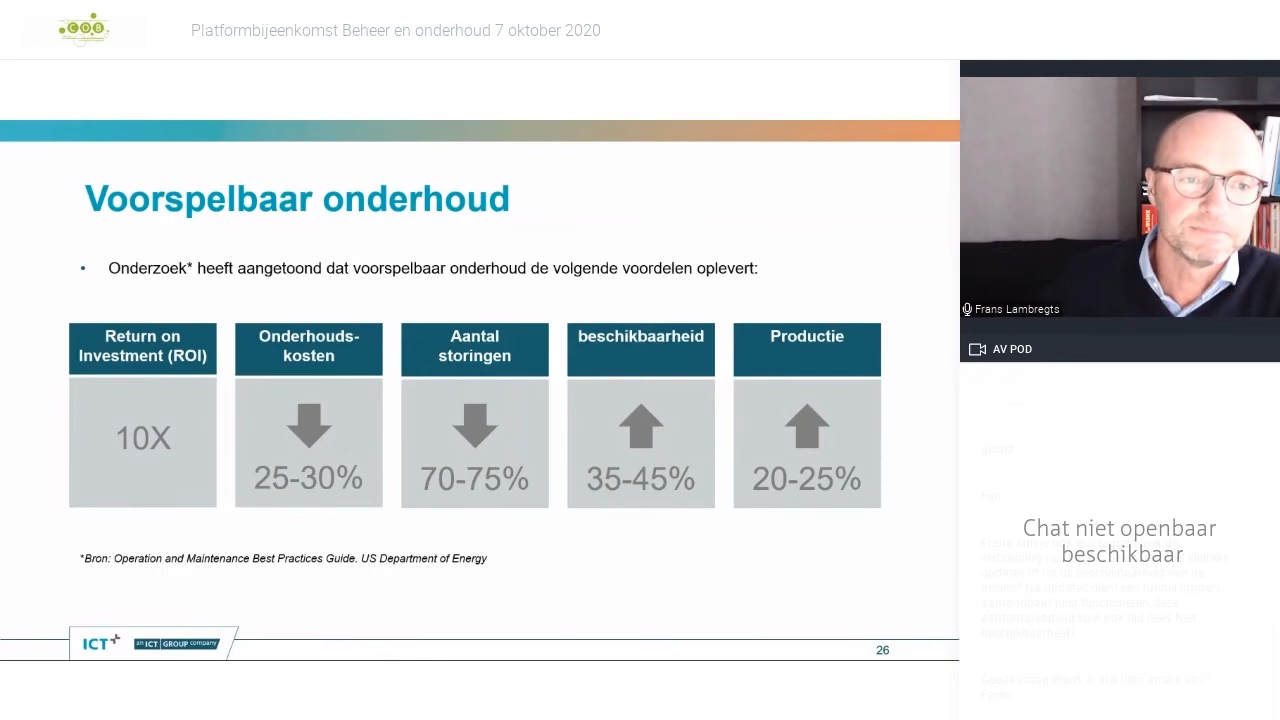 COB
Platformbijeenkomst Beheer en onderhoud 7 oktober 2020
Voorspelbaar onderhoud
• Onderzoek* heeft aangetoond dat voorspelbaar onderhoud de volgende voordelen oplevert:
Return on
Investment (ROI)
10X
Onderhouds-
kosten
25-30%
Aantal
storingen
70-75%
beschikbaarheid
35-45%
Productie
20-25%
*Bron: Operation and Maintenance Best Practices Guide. US Department of Energy
ICT
an ICT GROUP company
26
Frans Lambregts
AV POD
Chat niet openbaar
beschikbaar